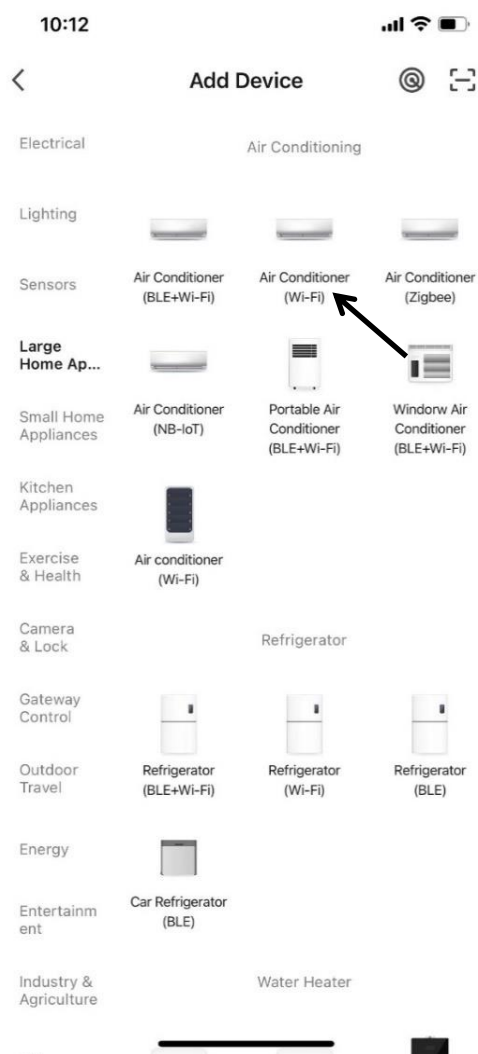 10:12
Add Device
Electrical
Lighting
Sensors
Large
Home Ap...
Small Home
Appliances
Kitchen
Appliances
Exercise
& Health
Camera
& Lock
Gateway
Control
Outdoor
Travel
Energy
Entertainm
ent
Industry &
Agriculture
Air Conditioning
Air Conditioner
(BLE+Wi-Fi)
Air Conditioner
(Wi-Fi)
Air Conditioner
(Zigbee)
Air Conditioner
(NB-IoT)
Portable Air
Conditioner
(BLE+Wi-Fi)
Windorw Air
Conditioner
(BLE+Wi-Fi)
Air conditioner
(Wi-Fi)
Refrigerator
Refrigerator
(BLE+Wi-Fi)
Refrigerator
(Wi-Fi)
Refrigerator
(BLE)
Car Refrigerator
(BLE)
Water Heater